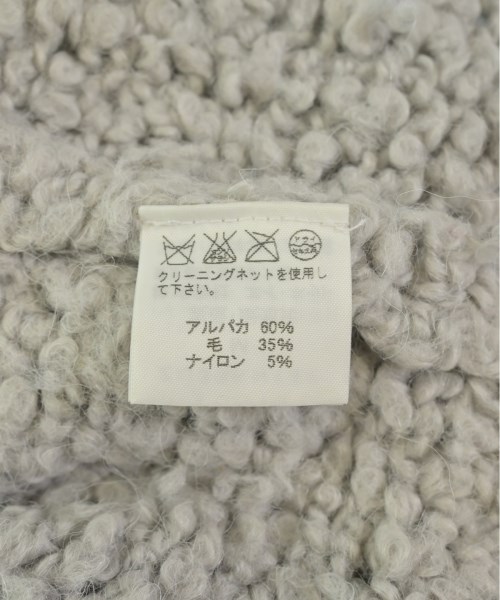 クリーニングネットを使用し
て下さい。
アルパカ 60%
毛 35%
ナイロン 5%